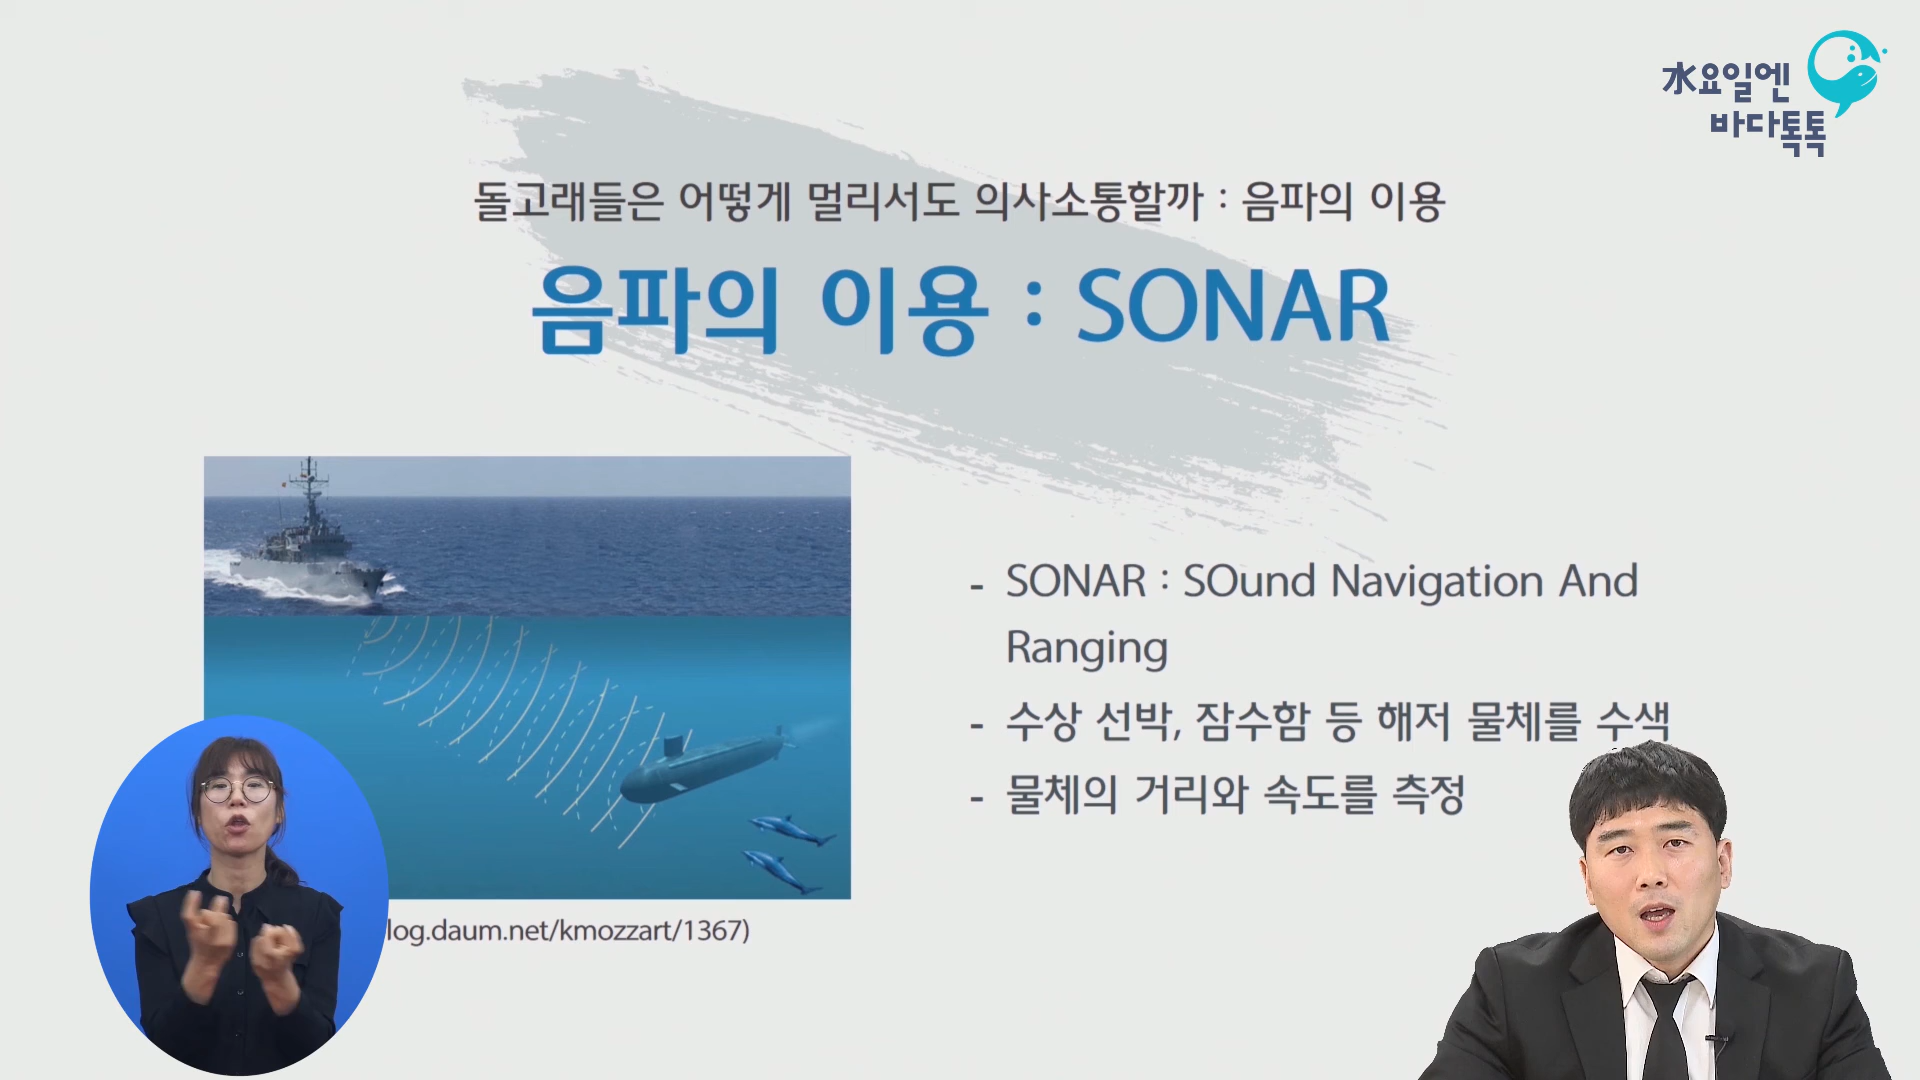 水요일엔
바다톡톡
돌고래들은 어떻게 멀리서도 의사소통할까 : 음파의 이용
음파의 이용 : SONAR
- SONAR : SOund Navigation And
Ranging
- 수상 선박, 잠수함 등 해저 물체를 수색
- 물체의 거리와 속도를 측정
log.daum.net/kmozzart/1367)